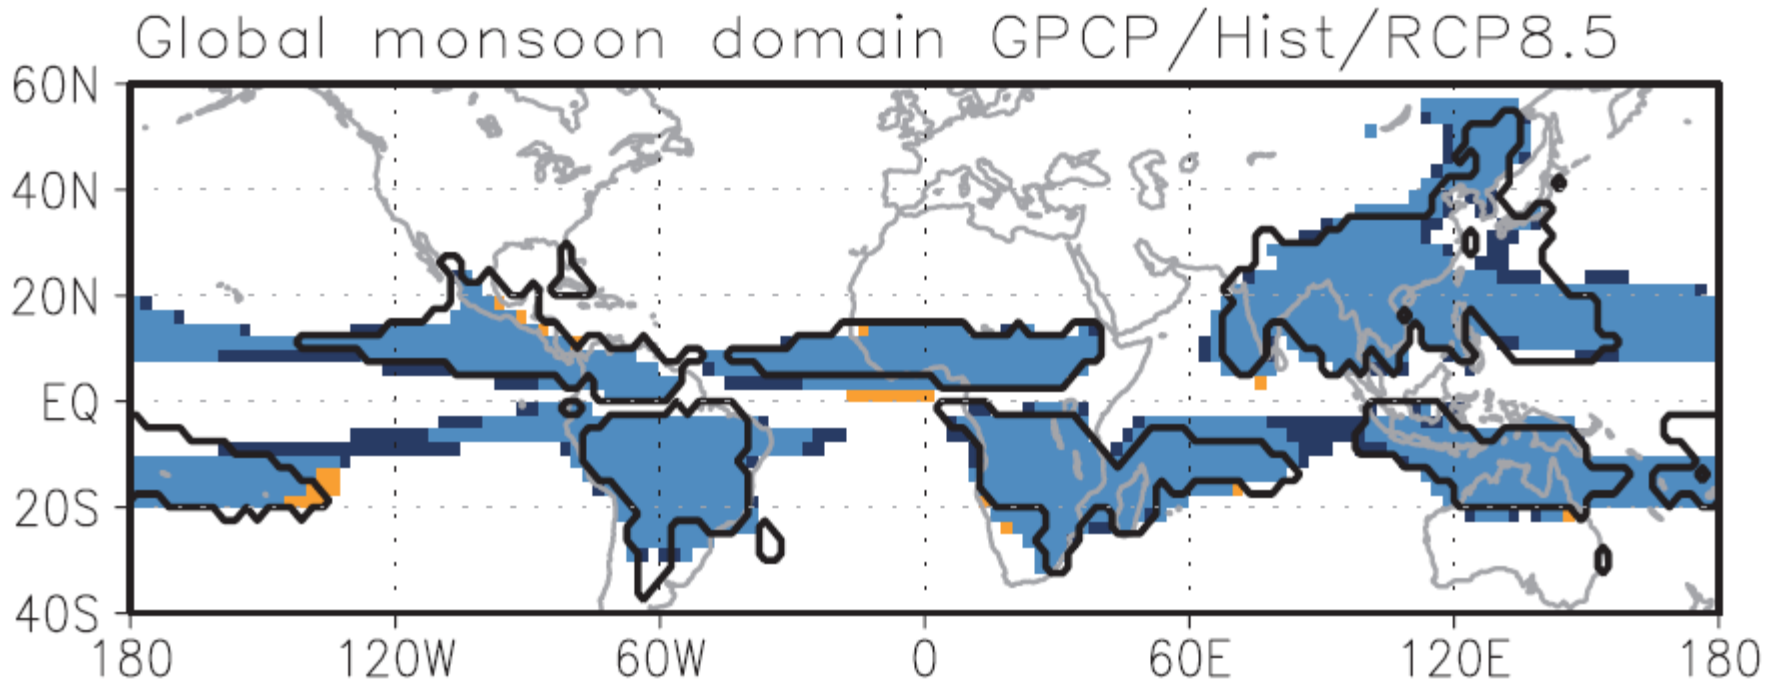 Global monsoon domain GPCP/Hist/RCP8.5
60N
40N
20N
EQ
20S
40S
180 120W 60W 0 60E 120E 180